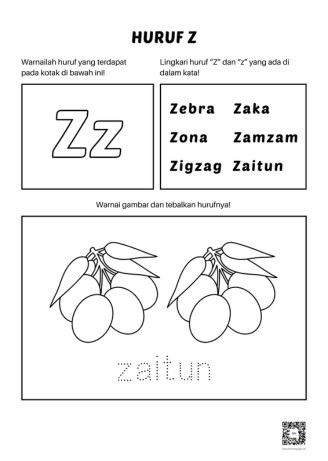 HURUF Z
Warnailah huruf yang terdapat
pada kotak di bawah ini!
Lingkari huruf "Z" dan "z" yang ada di
dalam kata!
Zz
Zebra Zaka
Zona Zamzam
Zigzag Zaitun
Warnai gambar dan tebalkan hurufnya!
zaitun